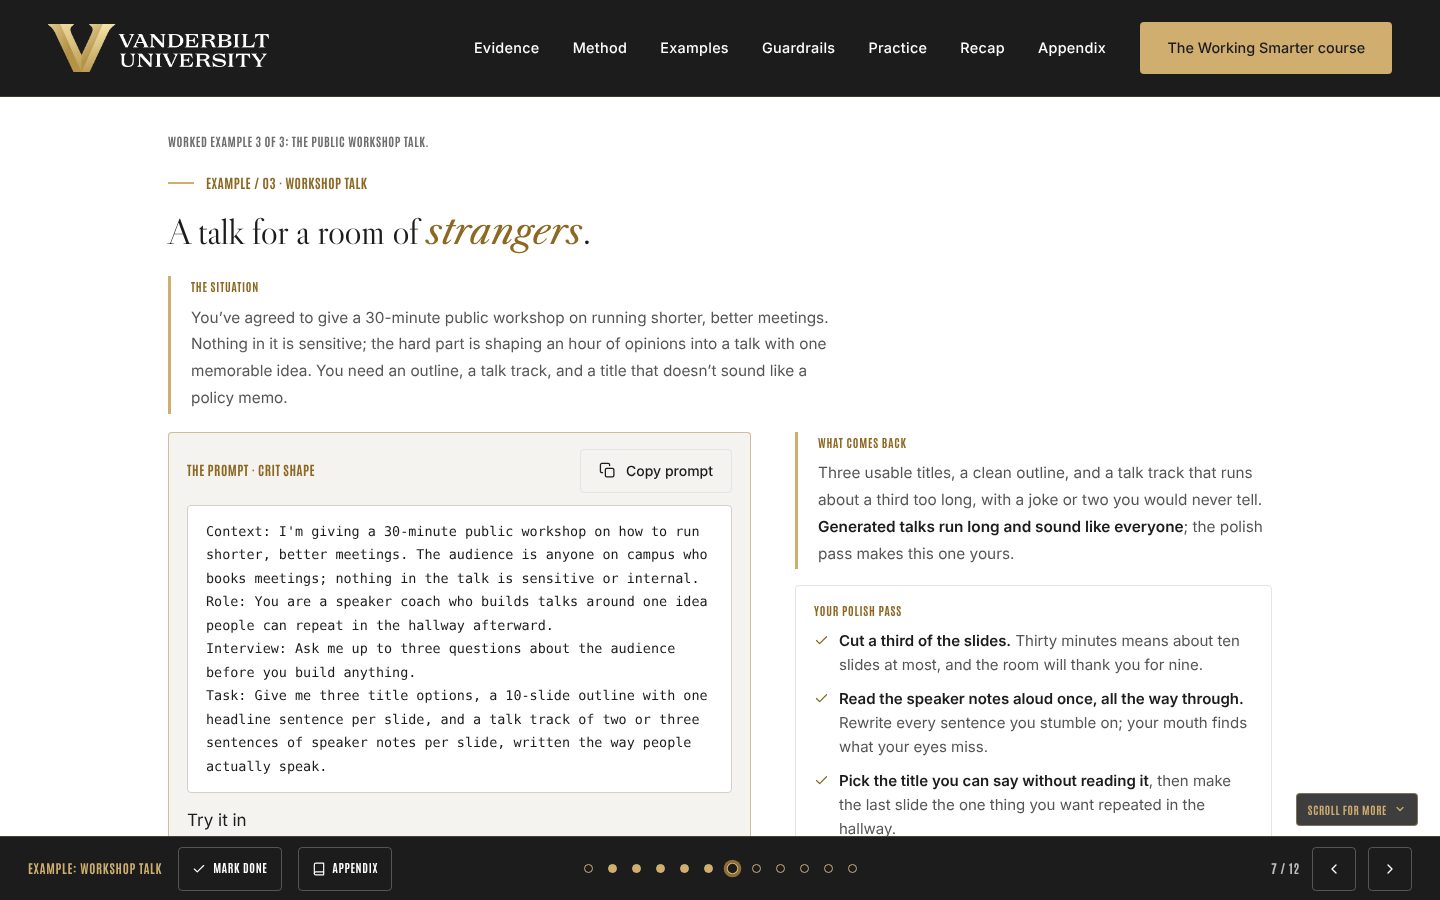 VANDERBILT
UNIVERSITY
Evidence
Method
Examples
Guardrails
Practice
Recap
Appendix
The Working Smarter course
WORKED EXAMPLE 3 OF 3: THE PUBLIC WORKSHOP TALK.
EXAMPLE / 03 · WORKSHOP TALK
A talk for a room of strangers.
THE SITUATION
You’ve agreed to give a 30-minute public workshop on running shorter, better meetings.
Nothing in it is sensitive; the hard part is shaping an hour of opinions into a talk with one
memorable idea. You need an outline, a talk track, and a title that doesn’t sound like a
policy memo.
THE PROMPT · CRIT SHAPE
Copy prompt
Context: I'm giving a 30-minute public workshop on how to run
shorter, better meetings. The audience is anyone on campus who
books meetings; nothing in the talk is sensitive or internal.
Role: You are a speaker coach who builds talks around one idea
people can repeat in the hallway afterward.
Interview: Ask me up to three questions about the audience
before you build anything.
Task: Give me three title options, a 10-slide outline with one
headline sentence per slide, and a talk track of two or three
sentences of speaker notes per slide, written the way people
actually speak.
Try it in
WHAT COMES BACK
Three usable titles, a clean outline, and a talk track that runs
about a third too long, with a joke or two you would never tell.
Generated talks run long and sound like everyone; the polish
pass makes this one yours.
YOUR POLISH PASS
Cut a third of the slides. Thirty minutes means about ten
slides at most, and the room will thank you for nine.
Read the speaker notes aloud once, all the way through.
Rewrite every sentence you stumble on; your mouth finds
what your eyes miss.
Pick the title you can say without reading it, then make
the last slide the one thing you want repeated in the
hallway.
SCROLL FOR MORE
EXAMPLE: WORKSHOP TALK
MARK DONE
APPENDIX
7 / 12